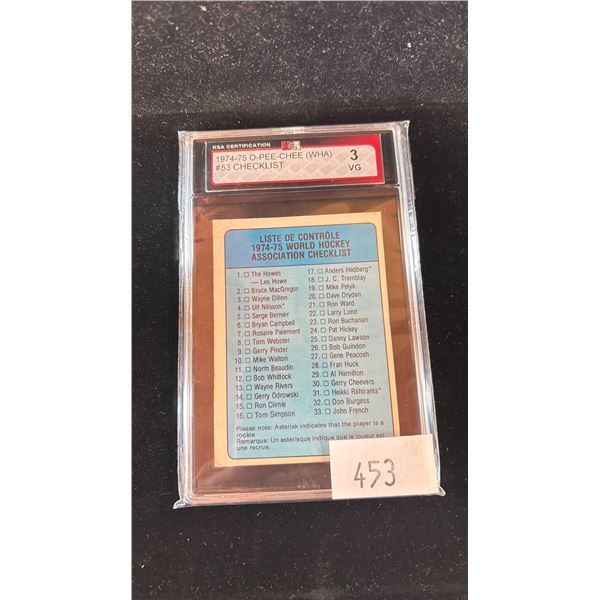 KSA CERTIFICATION
1974-75 O-PEE-CHEE (WHA)
#53 CHECKLIST
3
VG
LISTE DE CONTRÔLE
1974-75 WORLD HOCKEY
ASSOCIATION CHECKLIST
1. The Howes
— Les Howe
2. Bruce MacGregor
3. Wayne Dillon
4. Ulf Nilsson*
5. Serge Bernier
6. Bryan Campbell
7. Rosaire Paiement
8. Tom Webster
9. Gerry Pinder
10. Mike Walton
11. Norm Beaudin
12. Bob Whitlock
13. Wayne Rivers
14. Gerry Odrowski
15. Ron Climie
16. Tom Simpson
17. Anders Hedberg*
18. J. C. Tremblay
19. Mike Pelyk
20. Dave Dryden
21. Ron Ward
22. Larry Lund
23. Ron Buchanan
24. Pat Hickey
25. Danny Lawson
26. Bob Guindon
27. Gene Peacosh
28. Fran Huck
29. Al Hamilton
30. Gerry Cheevers
31. Heikki Riihiranta*
32. Don Burgess
33. John French
Please note: Asterisk indicates that the player is a
rookie.
Remarque: Un astérisque indique que le joueur est
une recrue.
453